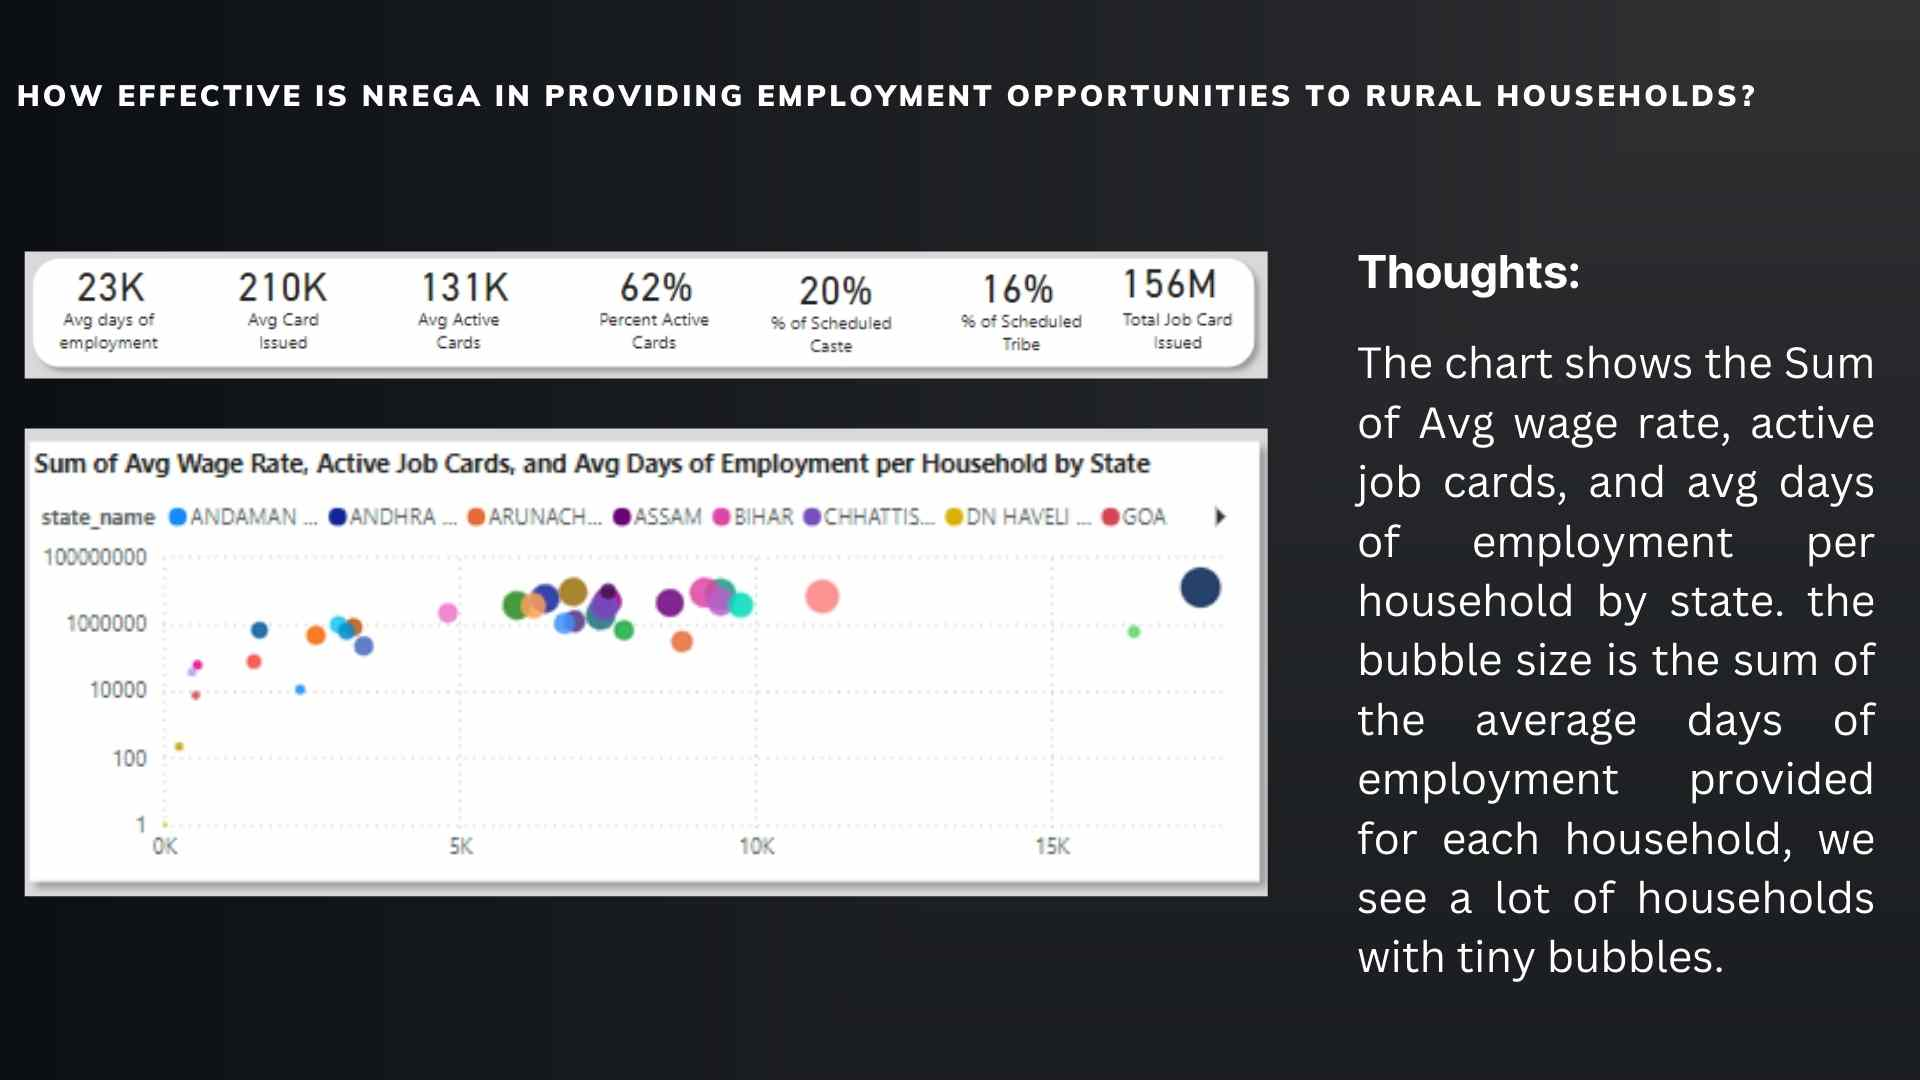 HOW EFFECTIVE IS NREGA IN PROVIDING EMPLOYMENT OPPORTUNITIES TO RURAL HOUSEHOLDS?
23K
Avg days of
employment
210K
Avg Card
Issued
131K
Avg Active
Cards
62%
Percent Active
Cards
20%
% of Scheduled
Caste
16%
% of Scheduled
Tribe
156M
Total Job Card
Issued
Sum of Avg Wage Rate, Active Job Cards, and Avg Days of Employment per Household by State
state_name ANDAMAN ... ANDHRA ... ARUNACH... ASSAM BIHAR CHHATTIS... DN HAVELI ... GOA
100000000
1000000
10000
100
1
0K 5K 10K 15K
Thoughts:
The chart shows the Sum
of Avg wage rate, active
job cards, and avg days
of employment per
household by state. the
bubble size is the sum of
the average days of
employment provided
for each household, we
see a lot of households
with tiny bubbles.